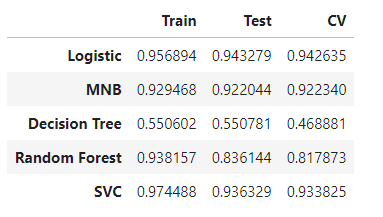 Train Test CV
Logistic 0.956894 0.943279 0.942635
MNB 0.929468 0.922044 0.922340
Decision Tree 0.550602 0.550781 0.468881
Random Forest 0.938157 0.836144 0.817873
SVC 0.974488 0.936329 0.933825